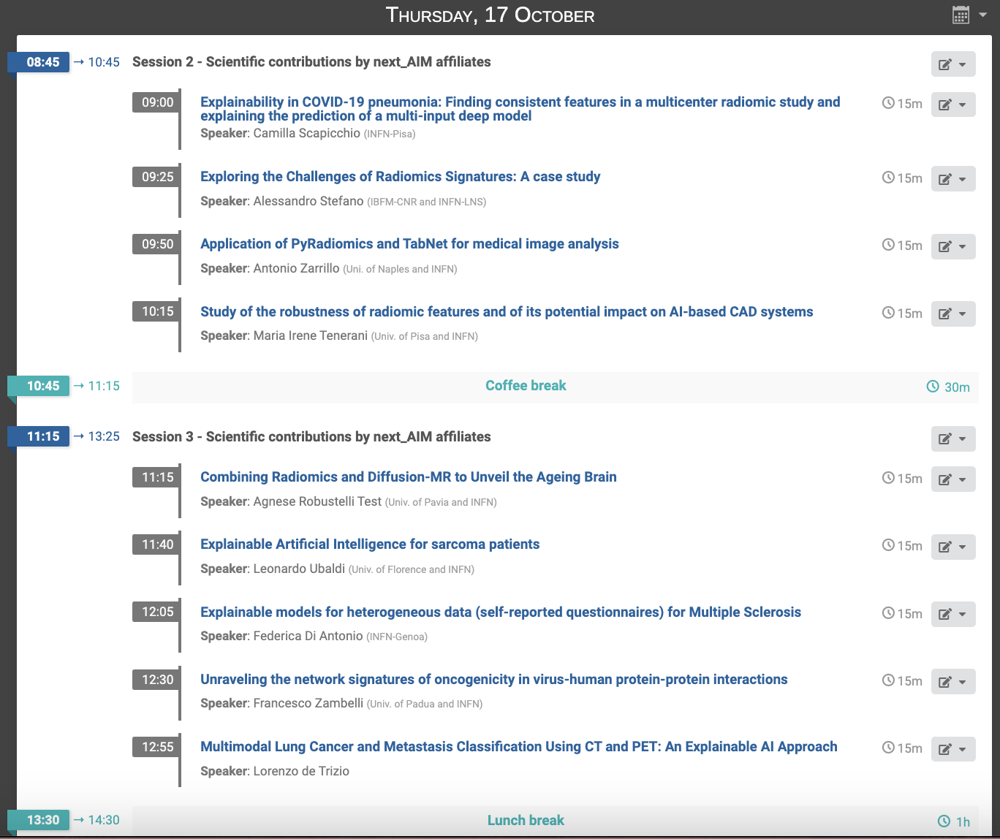 Thursday, 17 October
08:45 → 10:45 Session 2 - Scientific contributions by next_AIM affiliates
09:00 Explainability in COVID-19 pneumonia: Finding consistent features in a multicenter radiomic study and 15m
explaining the prediction of a multi-input deep model
Speaker: Camilla Scapicchio (INFN-Pisa)
09:25 Exploring the Challenges of Radiomics Signatures: A case study 15m
Speaker: Alessandro Stefano (IBFM-CNR and INFN-LNS)
09:50 Application of PyRadiomics and TabNet for medical image analysis 15m
Speaker: Antonio Zarrillo (Uni. of Naples and INFN)
10:15 Study of the robustness of radiomic features and of its potential impact on AI-based CAD systems 15m
Speaker: Maria Irene Tenerani (Univ. of Pisa and INFN)
10:45 → 11:15 Coffee break 30m
11:15 → 13:25 Session 3 - Scientific contributions by next_AIM affiliates
11:15 Combining Radiomics and Diffusion-MR to Unveil the Ageing Brain 15m
Speaker: Agnese Robustelli Test (Univ. of Pavia and INFN)
11:40 Explainable Artificial Intelligence for sarcoma patients 15m
Speaker: Leonardo Ubaldi (Univ. of Florence and INFN)
12:05 Explainable models for heterogeneous data (self-reported questionnaires) for Multiple Sclerosis 15m
Speaker: Federica Di Antonio (INFN-Genoa)
12:30 Unraveling the network signatures of oncogenicity in virus-human protein-protein interactions 15m
Speaker: Francesco Zambelli (Univ. of Padua and INFN)
12:55 Multimodal Lung Cancer and Metastasis Classification Using CT and PET: An Explainable AI Approach 15m
Speaker: Lorenzo de Trizio
13:30 → 14:30 Lunch break 1h